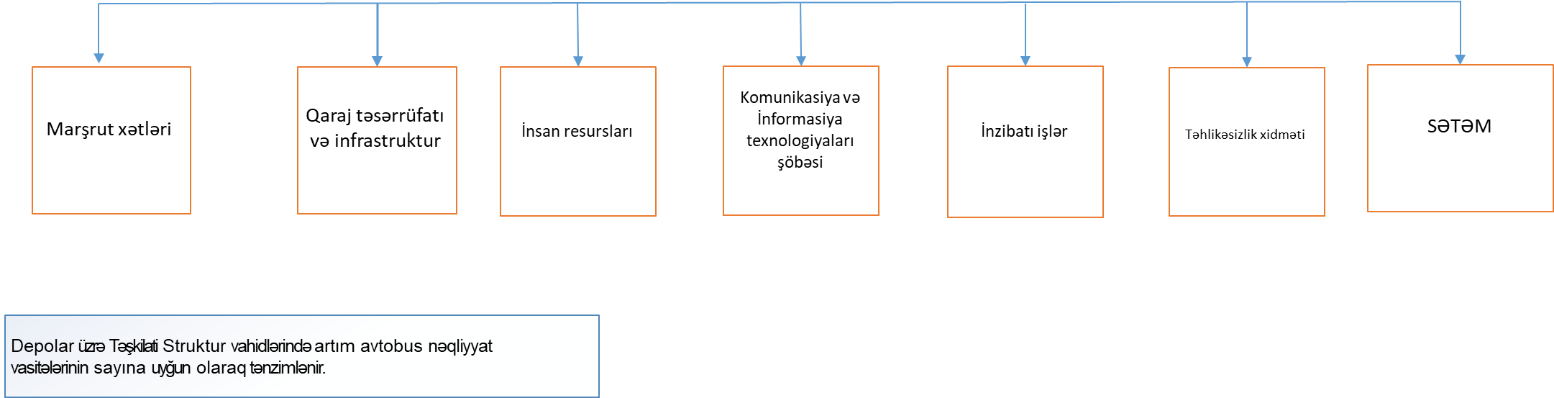 Marşrut xətləri
Qaraj təsərrüfatı
və infrastruktur
İnsan resursları
Komunikasiya və
İnformasiya
texnologiyaları
şöbəsi
İnzibatı işlər
Təhlikəsizlik xidməti
SƏTƏM
Depolar üzrə Təşkilati Struktur vahidlərində artım avtobus nəqliyyat
vasitələrinin sayına uyğun olaraq tənzimlənir.